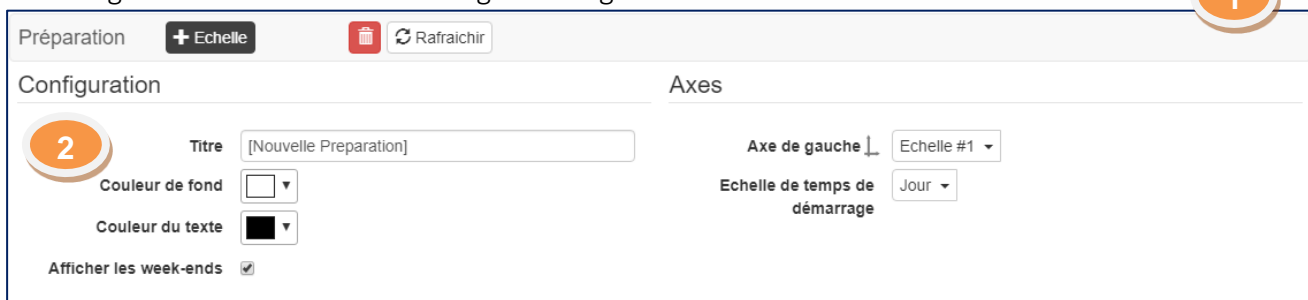 1
Préparation + Echelle Rafraichir
Configuration
Axes
2
Titre [Nouvelle Preparation]
Couleur de fond
Couleur du texte
Afficher les week-ends
Axe de gauche Echelle #1
Echelle de temps de démarrage Jour